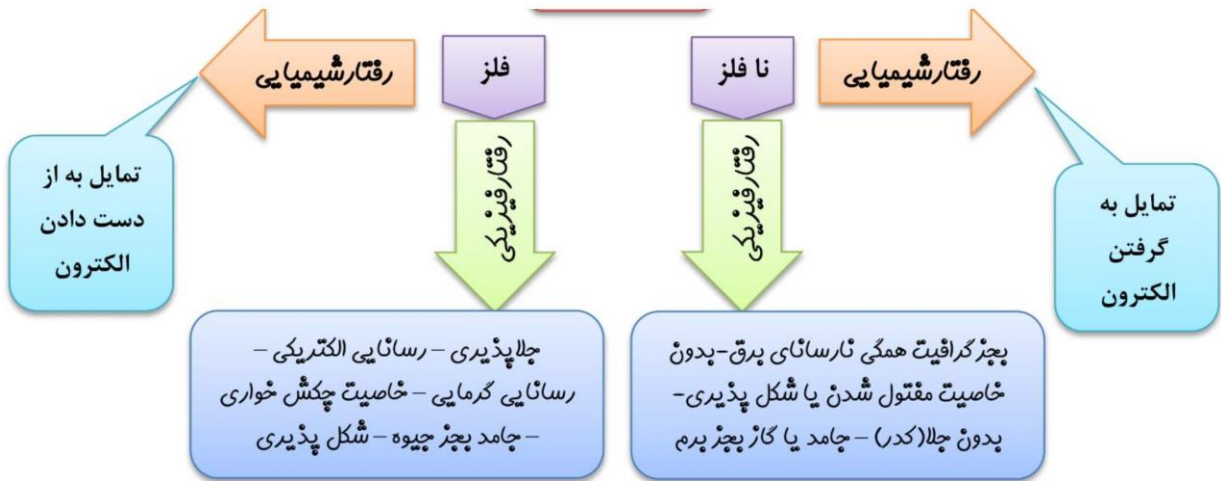 رفتارشیمیایی
نا فلز
فلز
رفتارشیمیایی
رفتارفیزیکی
رفتارفیزیکی
تمایل به
گرفتن
الکترون
تمایل به از
دست دادن
الکترون
بجز گرافیت همگی نارسانای برق-بدون
خاصیت مفتول شدن یا شکل پذیری-
بدون جلا(کدر) – جامد یا گاز بجز برم
جلاپذیری – رسانایی الکتریکی –
رسانایی گرمایی – خاصیت چکش خواری
– جامد بجز جیوه – شکل پذیری